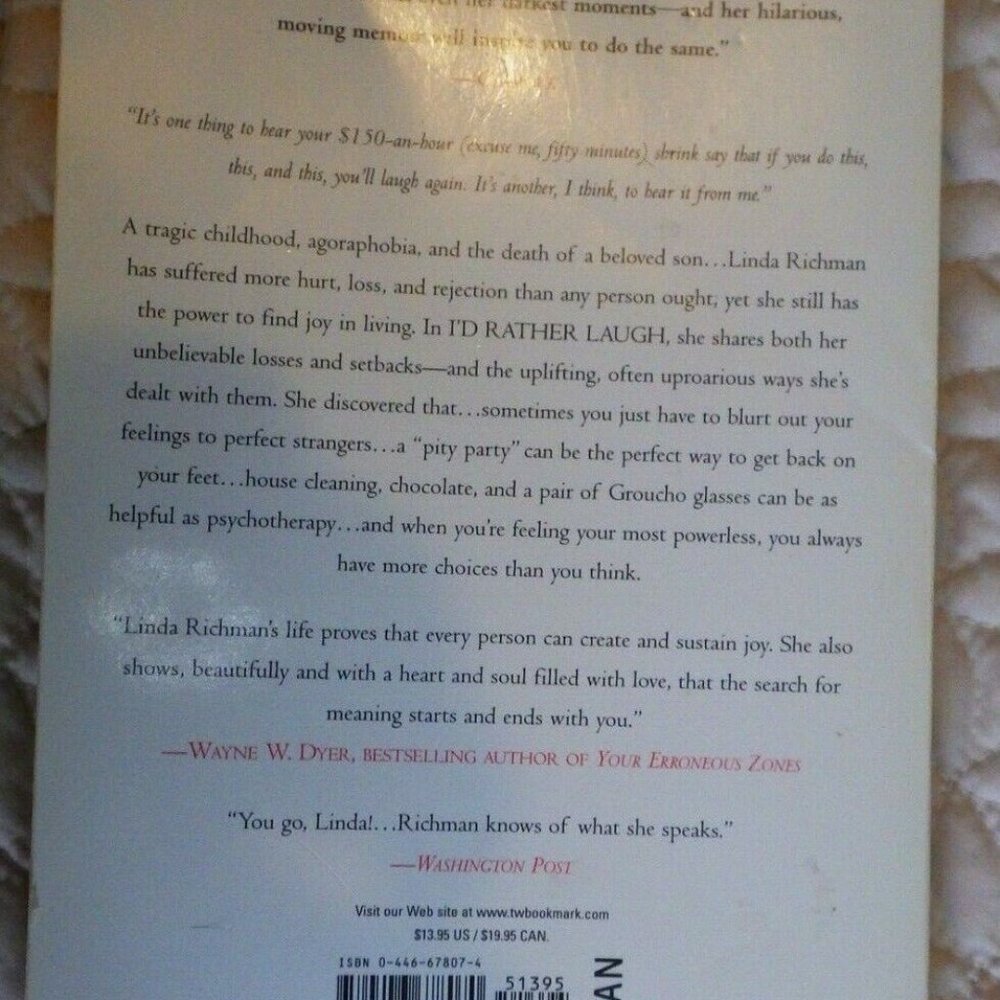 her darkest moments—and her hilarious,
moving memoir will inspire you to do the same.”
“It’s one thing to hear your $150-an-hour (excuse me, fifty minutes) shrink say that if you do this,
this, and this, you’ll laugh again. It’s another, I think, to hear it from me.”
A tragic childhood, agoraphobia, and the death of a beloved son...Linda Richman
has suffered more hurt, loss, and rejection than any person ought, yet she still has
the power to find joy in living. In I’D RATHER LAUGH, she shares both her
unbelievable losses and setbacks—and the uplifting, often uproarious ways she’s
dealt with them. She discovered that...sometimes you just have to blurt out your
feelings to perfect strangers...a “pity party” can be the perfect way to get back on
your feet...house cleaning, chocolate, and a pair of Groucho glasses can be as
helpful as psychotherapy...and when you’re feeling your most powerless, you always
have more choices than you think.
“Linda Richman’s life proves that every person can create and sustain joy. She also
shows, beautifully and with a heart and soul filled with love, that the search for
meaning starts and ends with you.”
—WAYNE W. DYER, BESTSELLING AUTHOR OF YOUR ERRONEOUS ZONES
“You go, Linda!...Richman knows of what she speaks.”
—WASHINGTON POST
Visit our Web site at www.twbookmark.com
$13.95 US / $19.95 CAN.
ISBN 0-446-67807-4
51395
AN